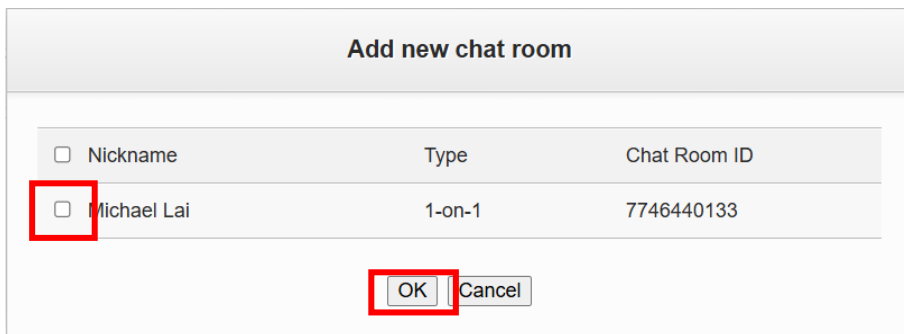 Add new chat room
Nickname Type Chat Room ID
Michael Lai 1-on-1 7746440133
OK Cancel